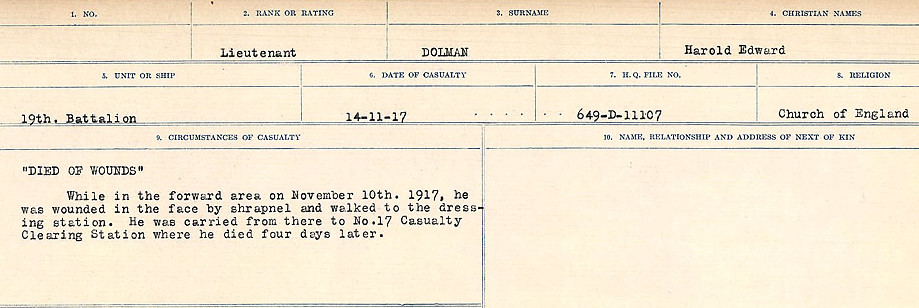 1. NO. 2. RANK OR RATING 3. SURNAME 4. CHRISTIAN NAMES
Lieutenant DOLMAN Harold Edward
5. UNIT OR SHIP 6. DATE OF CASUALTY 7. H.Q. FILE NO. 8. RELIGION
19th. Battalion 14-11-17 . . . . . . 649-D-11107 Church of England
9. CIRCUMSTANCES OF CASUALTY 10. NAME, RELATIONSHIP AND ADDRESS OF NEXT OF KIN
"DIED OF WOUNDS"
While in the forward area on November 10th. 1917, he
was wounded in the face by shrapnel and walked to the dress-
ing station. He was carried from there to No.17 Casualty
Clearing Station where he died four days later.